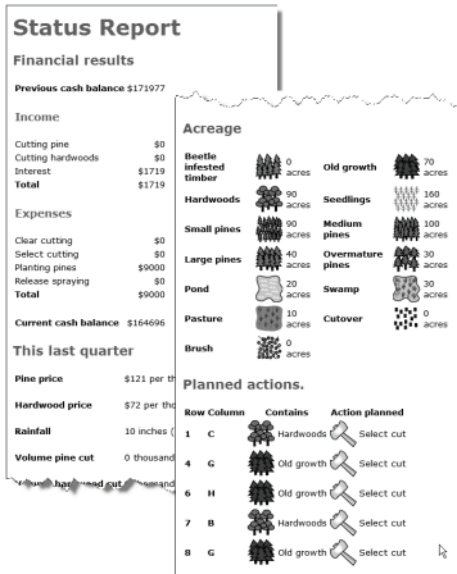 Status Report
Financial results
Previous cash balance $171977
Income
Cutting pine $0
Cutting hardwoods $0
Interest $1719
Total $1719
Expenses
Clear cutting $0
Select cutting $0
Planting pines $9000
Release spraying $0
Total $9000
Current cash balance $164696
This last quarter
Pine price $121 per th
Hardwood price $72 per tho
Rainfall 10 inches (
Volume pine cut 0 thousand
cut
Acreage
Beetle infested timber 0 acres
Old growth 70 acres
Hardwoods 90 acres
Seedlings 160 acres
Small pines 90 acres
Medium pines 100 acres
Large pines 40 acres
Overmature pines 30 acres
Pond 20 acres
Swamp 30 acres
Pasture 10 acres
Cutover 0 acres
Brush 0 acres
Planned actions.
Row Column Contains Action planned
1 C Hardwoods Select cut
4 G Old growth Select cut
6 H Old growth Select cut
7 B Hardwoods Select cut
8 G Old growth Select cut